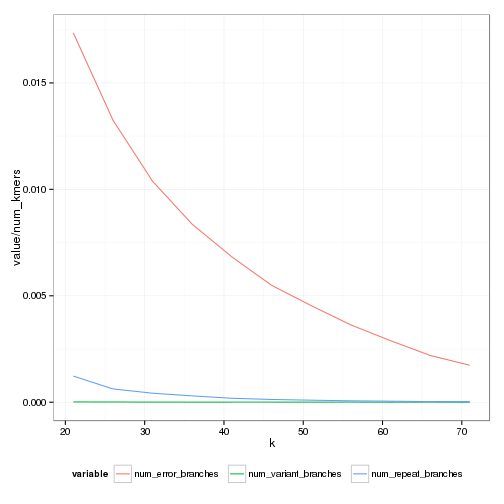 0.015
0.010
0.005
0.000
value/num_kmers
20 30 40 50 60 70
k
variable num_error_branches num_variant_branches num_repeat_branches